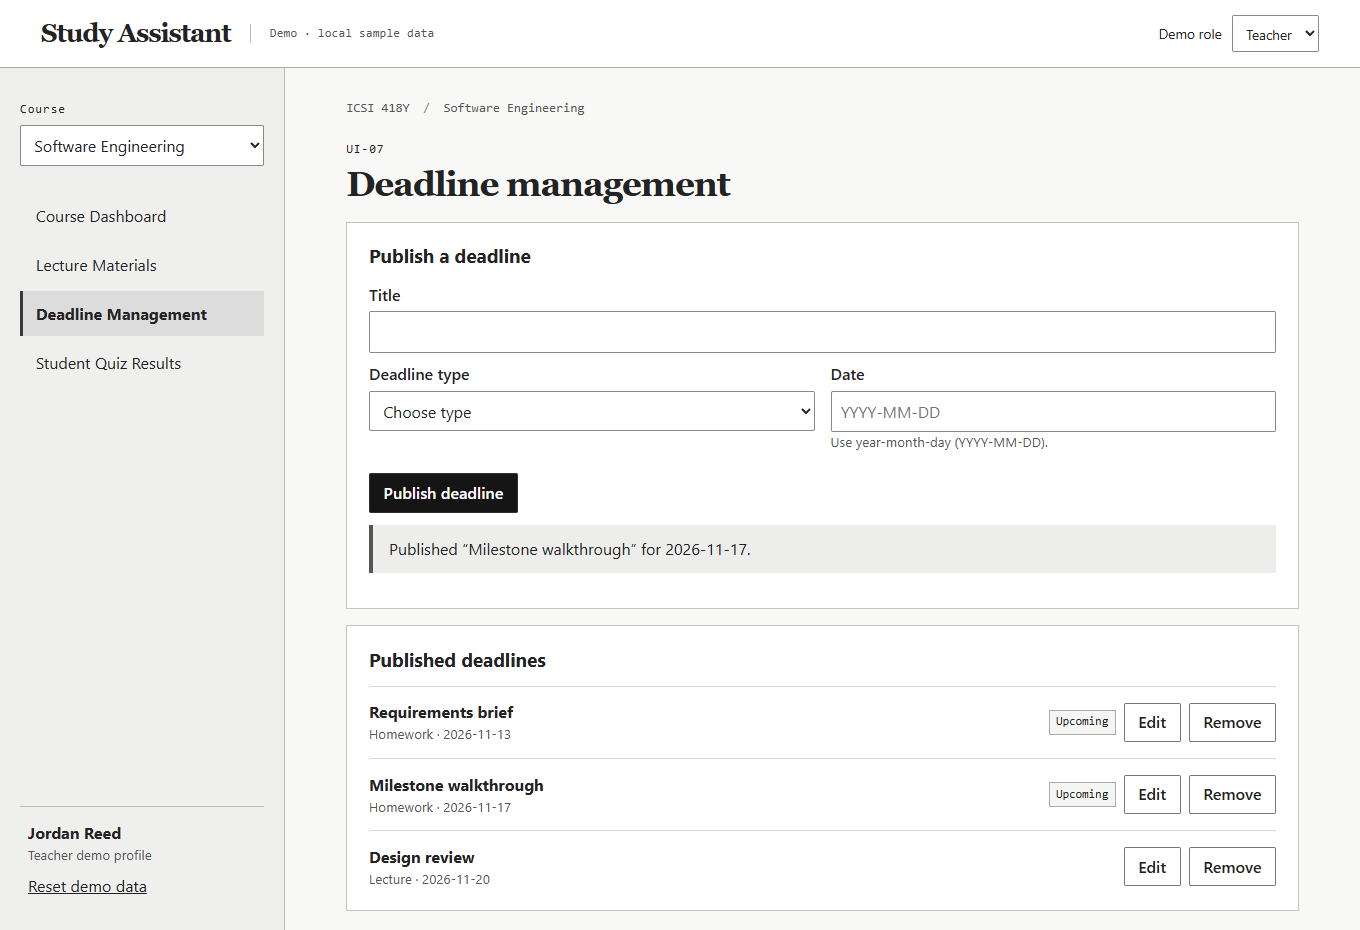 Study Assistant
Demo · local sample data
Demo role
Teacher
Course
Software Engineering
Course Dashboard
Lecture Materials
Deadline Management
Student Quiz Results
Jordan Reed
Teacher demo profile
Reset demo data
ICSI 418Y / Software Engineering
UI-07
Deadline management
Publish a deadline
Title
Deadline type
Choose type
Date
YYYY-MM-DD
Use year-month-day (YYYY-MM-DD).
Publish deadline
Published “Milestone walkthrough” for 2026-11-17.
Published deadlines
Requirements brief
Homework · 2026-11-13
Upcoming
Edit
Remove
Milestone walkthrough
Homework · 2026-11-17
Upcoming
Edit
Remove
Design review
Lecture · 2026-11-20
Edit
Remove